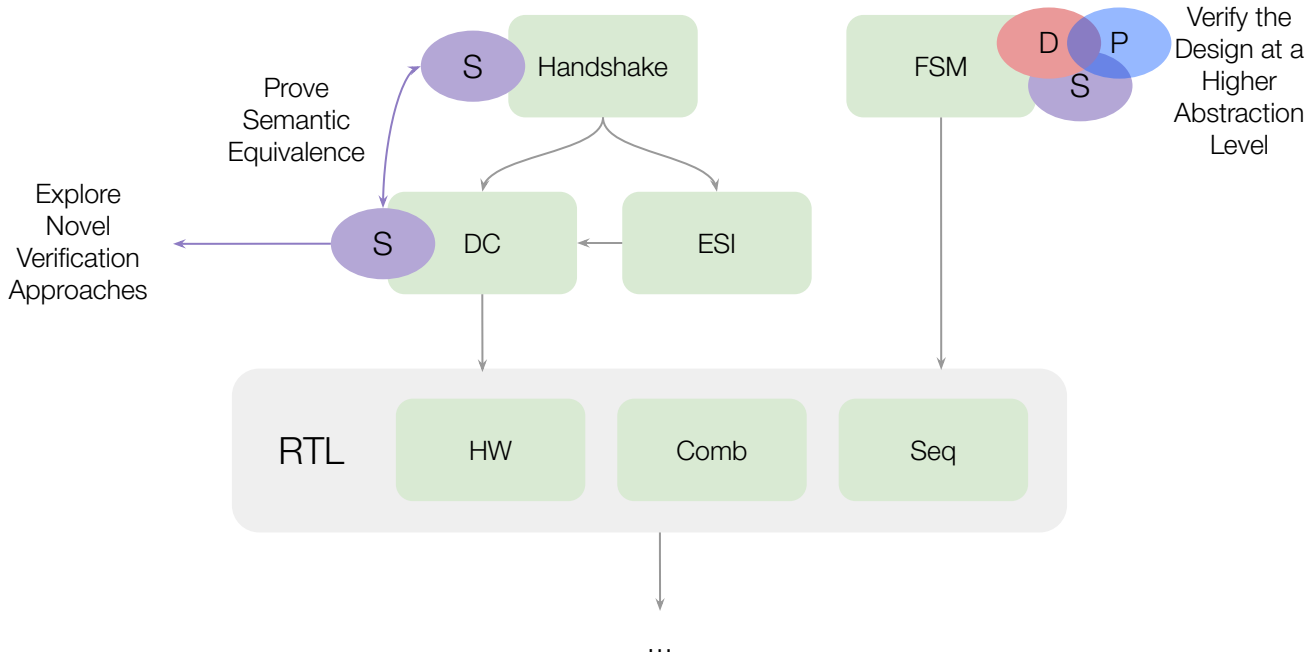 S
Handshake
FSM
D
P
S
Verify the
Design at a
Higher
Abstraction
Level
Prove
Semantic
Equivalence
Explore
Novel
Verification
Approaches
S
DC
ESI
RTL
HW
Comb
Seq
...